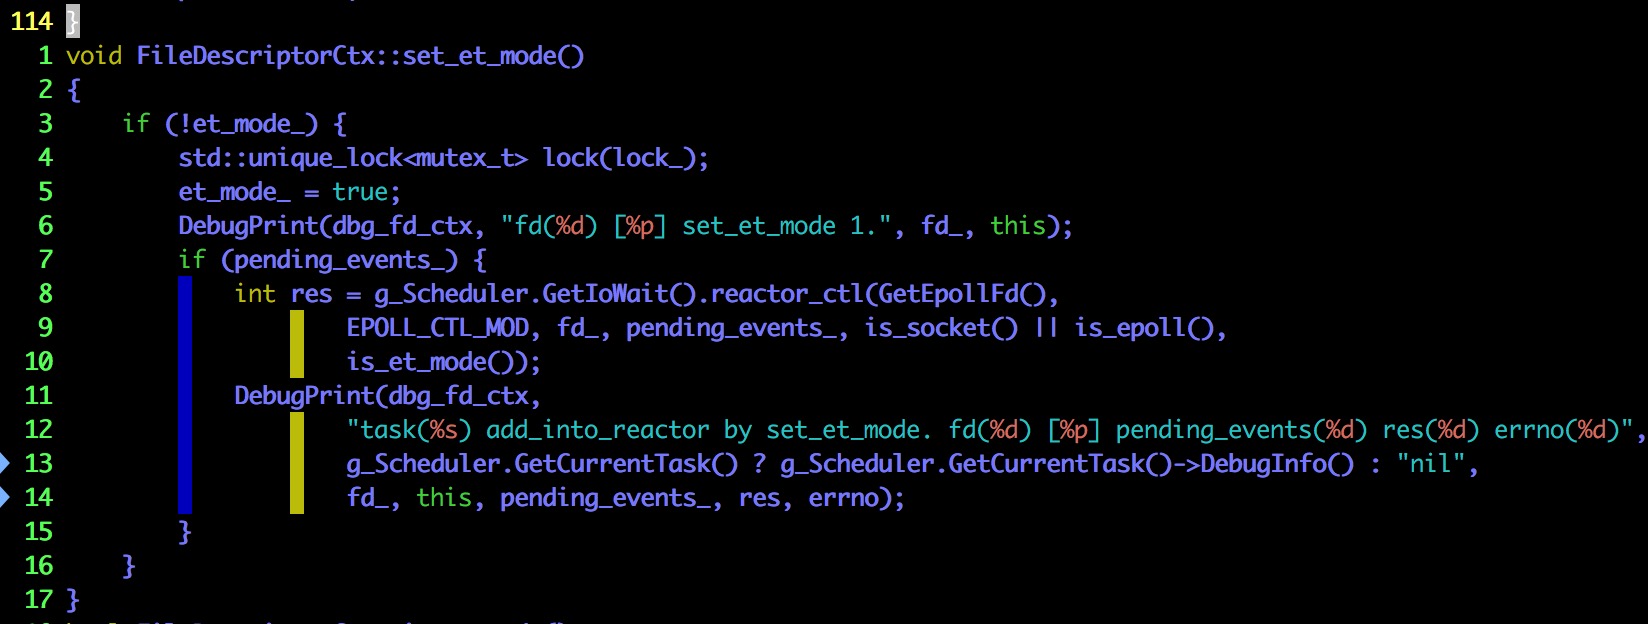 114 }
1 void FileDescriptorCtx::set_et_mode()
2 {
3     if (!et_mode_) {
4         std::unique_lock<mutex_t> lock(lock_);
5         et_mode_ = true;
6         DebugPrint(dbg_fd_ctx, "fd(%d) [%p] set_et_mode 1.", fd_, this);
7         if (pending_events_) {
8             int res = g_Scheduler.GetIoWait().reactor_ctl(GetEpollFd(),
9                     EPOLL_CTL_MOD, fd_, pending_events_, is_socket() || is_epoll(),
10                     is_et_mode());
11             DebugPrint(dbg_fd_ctx,
12                     "task(%s) add_into_reactor by set_et_mode. fd(%d) [%p] pending_events(%d) res(%d) errno(%d)",
13                     g_Scheduler.GetCurrentTask() ? g_Scheduler.GetCurrentTask()->DebugInfo() : "nil",
14                     fd_, this, pending_events_, res, errno);
15         }
16     }
17 }